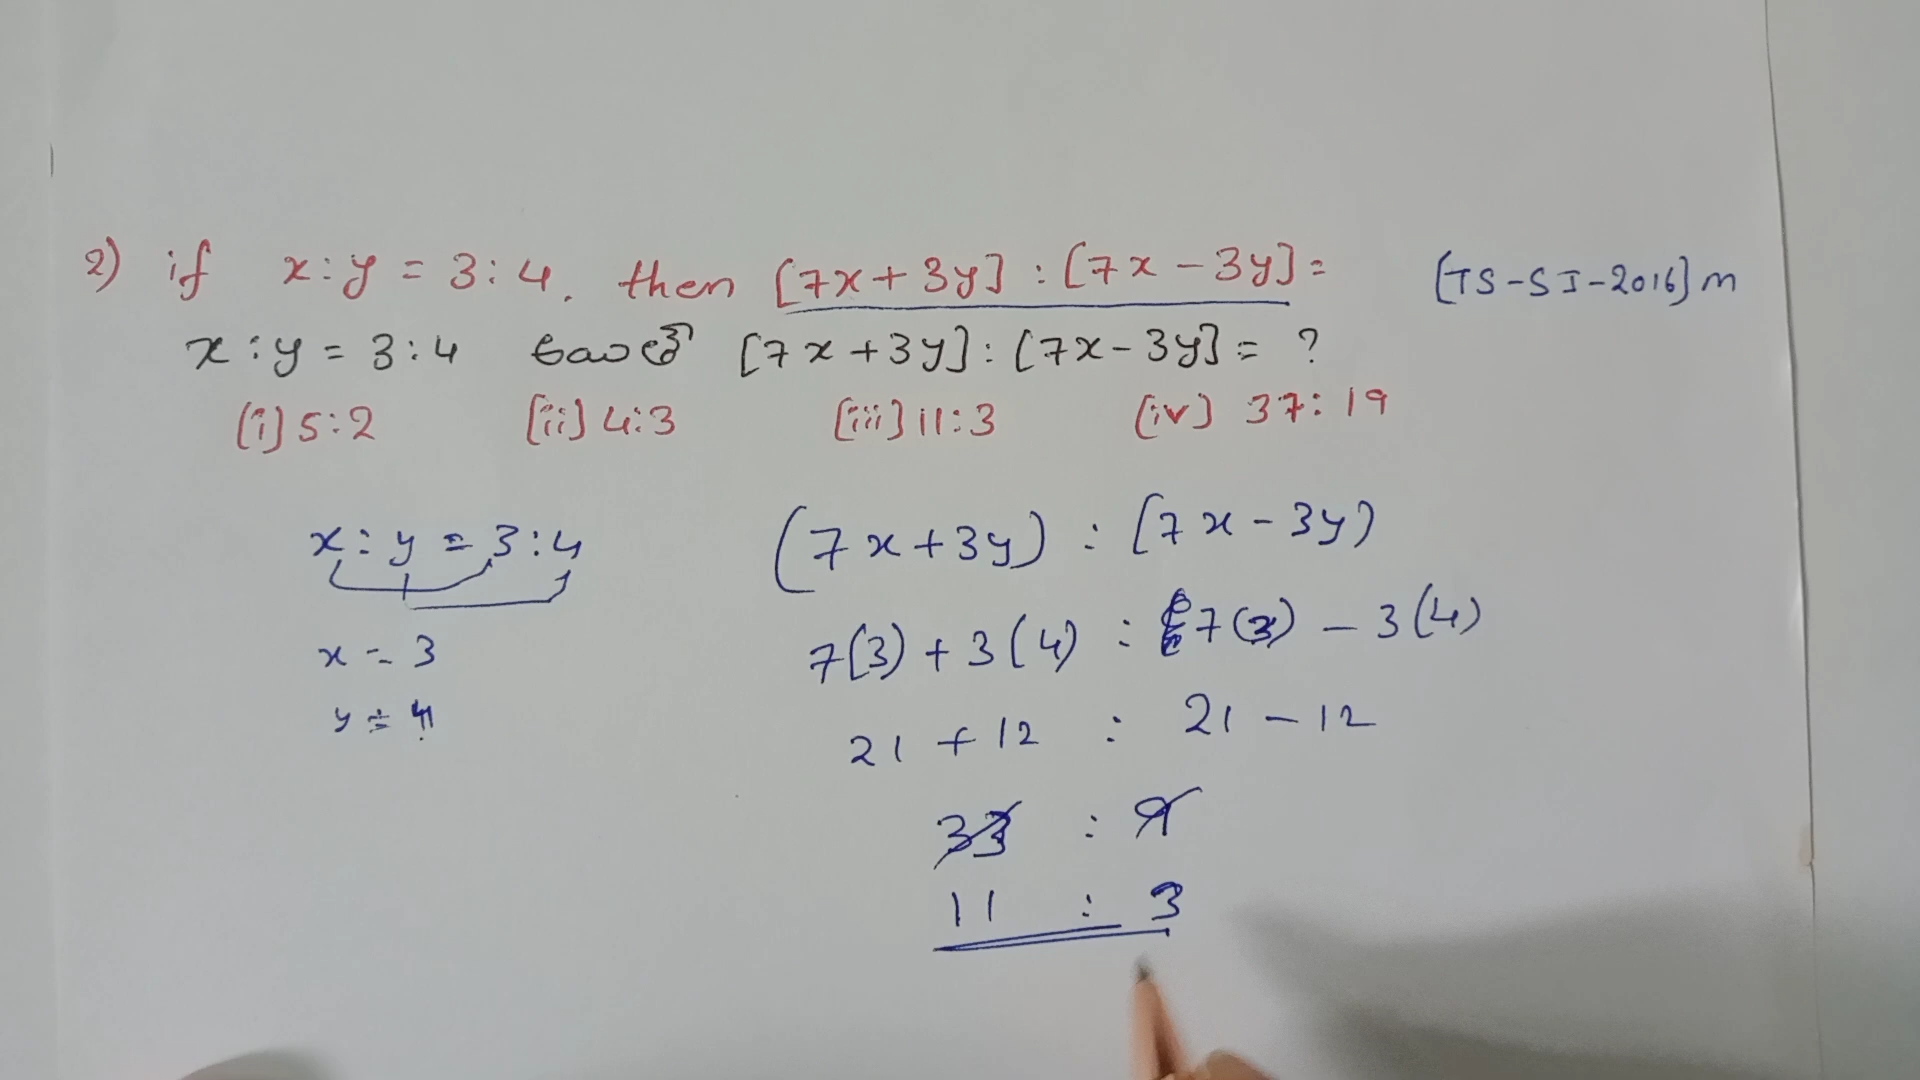 2) if x:y = 3:4. then [7x+3y] : [7x-3y] = [TS-SI-2016] m
x:y = 3:4 అయితే [7x+3y] : [7x-3y] = ?
(i) 5:2 (ii) 4:3 (iii) 11:3 (iv) 37:19
x:y = 3:4 (7x+3y) : (7x-3y)
7(3) + 3(4) : 7(3) - 3(4)
x = 3
21 + 12 : 21 - 12
y = 4
33 : 9
11 : 3